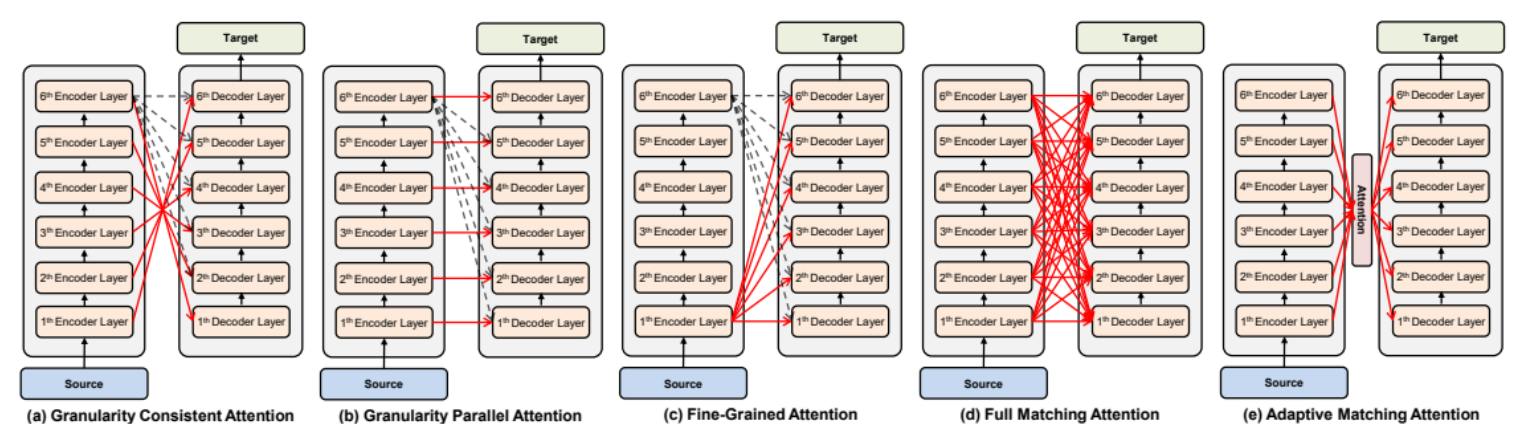 Target
6th Encoder Layer
5th Encoder Layer
4th Encoder Layer
3th Encoder Layer
2th Encoder Layer
1th Encoder Layer
6th Decoder Layer
5th Decoder Layer
4th Decoder Layer
3th Decoder Layer
2th Decoder Layer
1th Decoder Layer
Source
(a) Granularity Consistent Attention
Target
6th Encoder Layer
5th Encoder Layer
4th Encoder Layer
3th Encoder Layer
2th Encoder Layer
1th Encoder Layer
6th Decoder Layer
5th Decoder Layer
4th Decoder Layer
3th Decoder Layer
2th Decoder Layer
1th Decoder Layer
Source
(b) Granularity Parallel Attention
Target
6th Encoder Layer
5th Encoder Layer
4th Encoder Layer
3th Encoder Layer
2th Encoder Layer
1th Encoder Layer
6th Decoder Layer
5th Decoder Layer
4th Decoder Layer
3th Decoder Layer
2th Decoder Layer
1th Decoder Layer
Source
(c) Fine-Grained Attention
Target
6th Encoder Layer
5th Encoder Layer
4th Encoder Layer
3th Encoder Layer
2th Encoder Layer
1th Encoder Layer
6th Decoder Layer
5th Decoder Layer
4th Decoder Layer
3th Decoder Layer
2th Decoder Layer
1th Decoder Layer
Source
(d) Full Matching Attention
Target
6th Encoder Layer
5th Encoder Layer
4th Encoder Layer
3th Encoder Layer
2th Encoder Layer
1th Encoder Layer
Attention
6th Decoder Layer
5th Decoder Layer
4th Decoder Layer
3th Decoder Layer
2th Decoder Layer
1th Decoder Layer
Source
(e) Adaptive Matching Attention